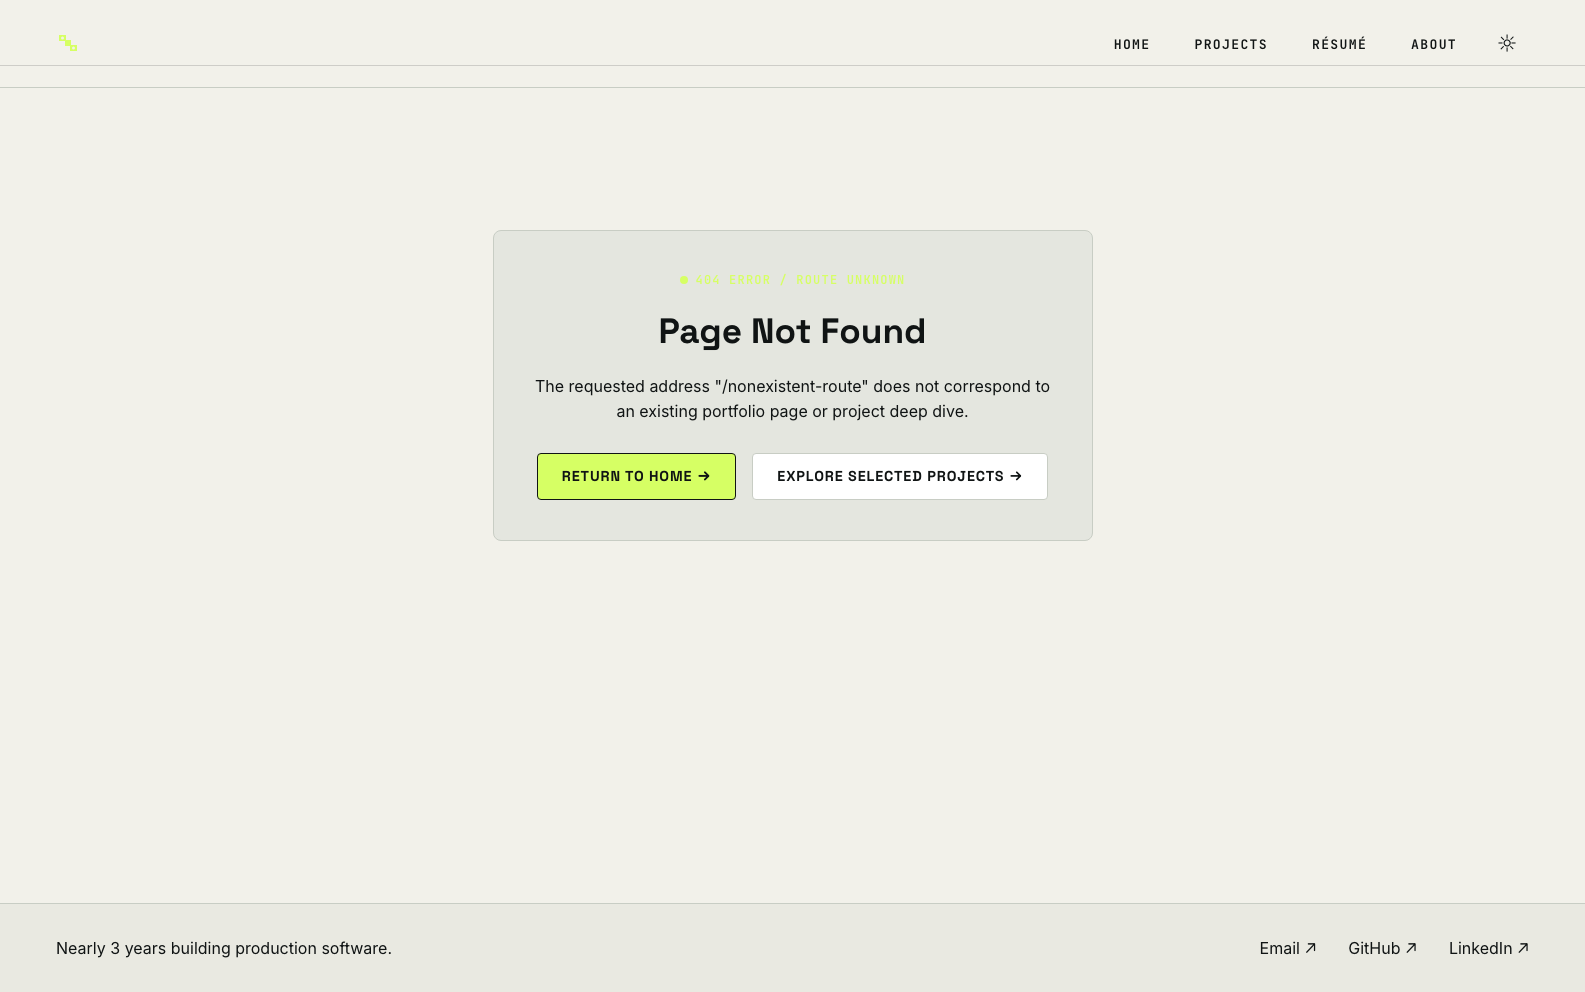 HOME PROJECTS RÉSUMÉ ABOUT
/ ROUTE UNKNOWN
Page Not Found
The requested address "/nonexistent-route" does not correspond to
an existing portfolio page or project deep dive.
RETURN TO HOME → EXPLORE SELECTED PROJECTS →
Nearly 3 years building production software. Email ↗ GitHub ↗ LinkedIn ↗